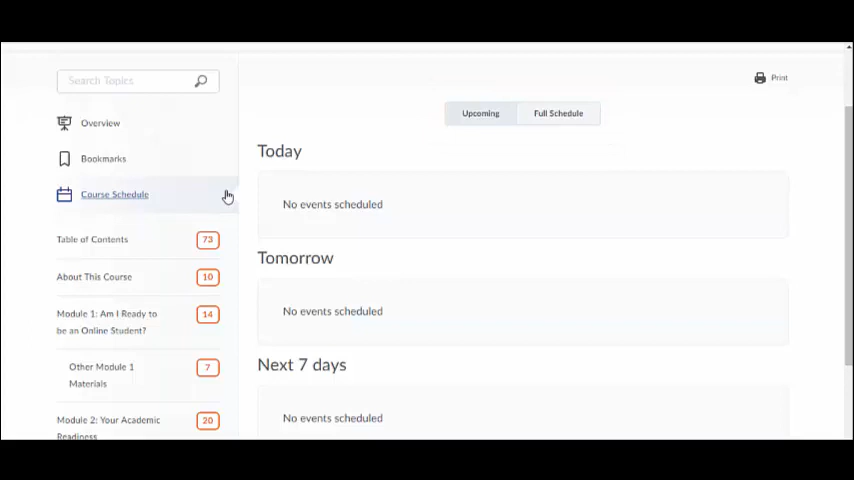 Search Topics
Print
Overview
Upcoming
Full Schedule
Today
Bookmarks
Course Schedule
No events scheduled
Table of Contents
73
Tomorrow
About This Course
10
Module 1: Am I Ready to
be an Online Student?
14
No events scheduled
Other Module 1
Materials
7
Next 7 days
Module 2: Your Academic
Readiness
20
No events scheduled